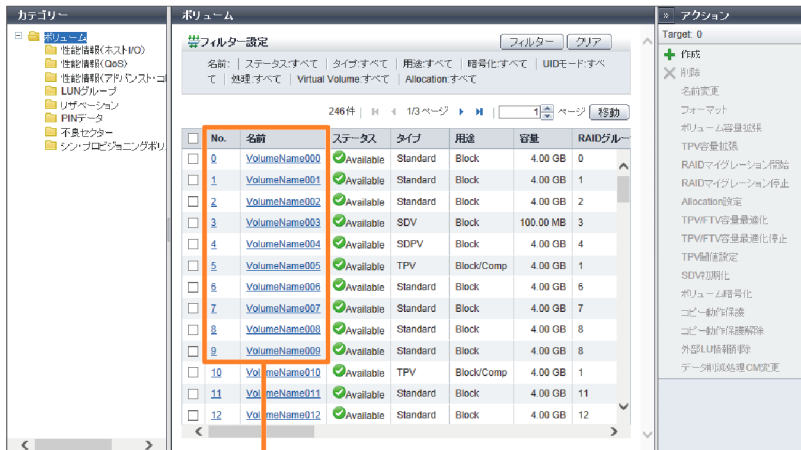 カテゴリー
ボリューム
性能情報(ホストI/O)
性能情報(QoS)
性能情報(アドバンスト・コ
LUNグループ
リザベーション
PINデータ
不良セクター
シン・プロビジョニングボリ
ボリューム
フィルター設定
フィルター クリア
名前: | ステータス:すべて | タイプ:すべて | 用途:すべて | 暗号化:すべて | UIDモード:すべ
て | 処理:すべて | Virtual Volume:すべて | Allocation:すべて
246件 1/3 ページ 1 ページ 移動
No. 名前 ステータス タイプ 用途 容量 RAIDグルー
0 VolumeName000 Available Standard Block 4.00 GB 0
1 VolumeName001 Available Standard Block 4.00 GB 1
2 VolumeName002 Available Standard Block 4.00 GB 2
3 VolumeName003 Available SDV Block 100.00 MB 3
4 VolumeName004 Available SDPV Block 4.00 GB 4
5 VolumeName005 Available TPV Block/Comp 4.00 GB 1
6 VolumeName006 Available Standard Block 4.00 GB 6
7 VolumeName007 Available Standard Block 4.00 GB 7
8 VolumeName008 Available Standard Block 4.00 GB 8
9 VolumeName009 Available Standard Block 4.00 GB 8
10 VolumeName010 Available TPV Block/Comp 4.00 GB 1
11 VolumeName011 Available Standard Block 4.00 GB 11
12 VolumeName012 Available Standard Block 4.00 GB 12
» アクション
Target: 0
作成
削除
名前変更
フォーマット
ボリューム容量拡張
TPV容量拡張
RAIDマイグレーション開始
RAIDマイグレーション停止
Allocation設定
TPV/FTV容量最適化
TPV/FTV容量最適化停止
TPV閾値設定
SDV初期化
ボリューム暗号化
コピー動作保護
コピー動作保護解除
外部LU情報削除
データ削減処理CM変更